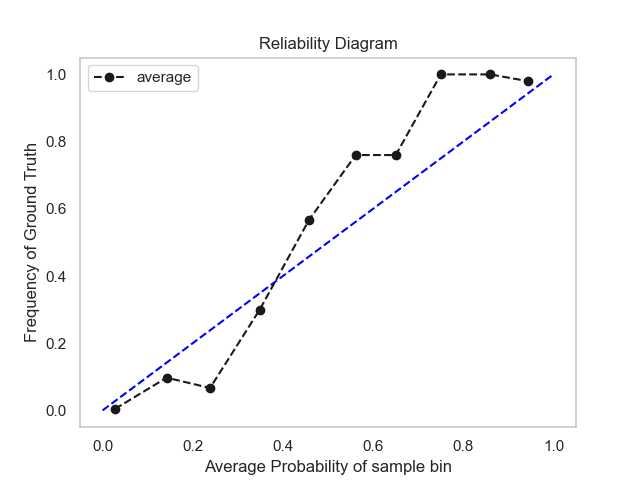 Reliability Diagram
average
Frequency of Ground Truth
1.0
0.8
0.6
0.4
0.2
0.0
0.0 0.2 0.4 0.6 0.8 1.0
Average Probability of sample bin